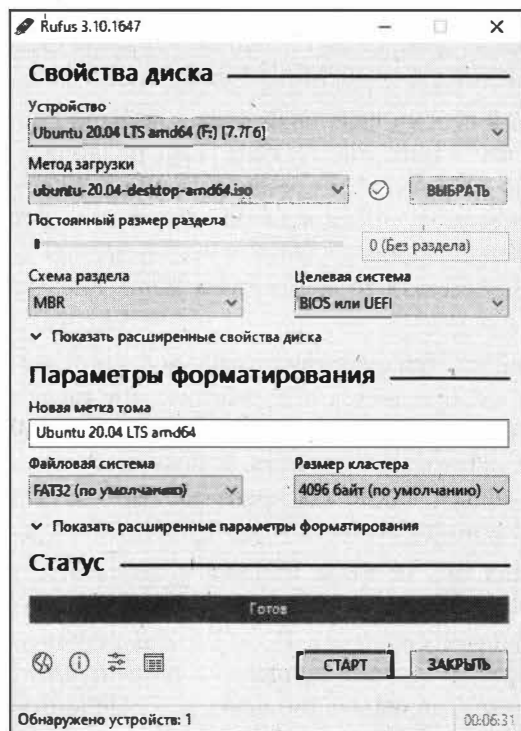 Rufus 3.10.1647
Свойства диска
Устройство
Ubuntu 20.04 LTS amd64 (F:) [7.7Гб]
Метод загрузки
ubuntu-20.04-desktop-amd64.iso
ВЫБРАТЬ
Постоянный размер раздела
0 (Без раздела)
Схема раздела
Целевая система
MBR
BIOS или UEFI
Показать расширенные свойства диска
Параметры форматирования
Новая метка тома
Ubuntu 20.04 LTS amd64
Файловая система
Размер кластера
FAT32 (по умолчанию)
4096 байт (по умолчанию)
Показать расширенные параметры форматирования
Статус
Готов
СТАРТ
ЗАКРЫТЬ
Обнаружено устройств: 1
00:06:31